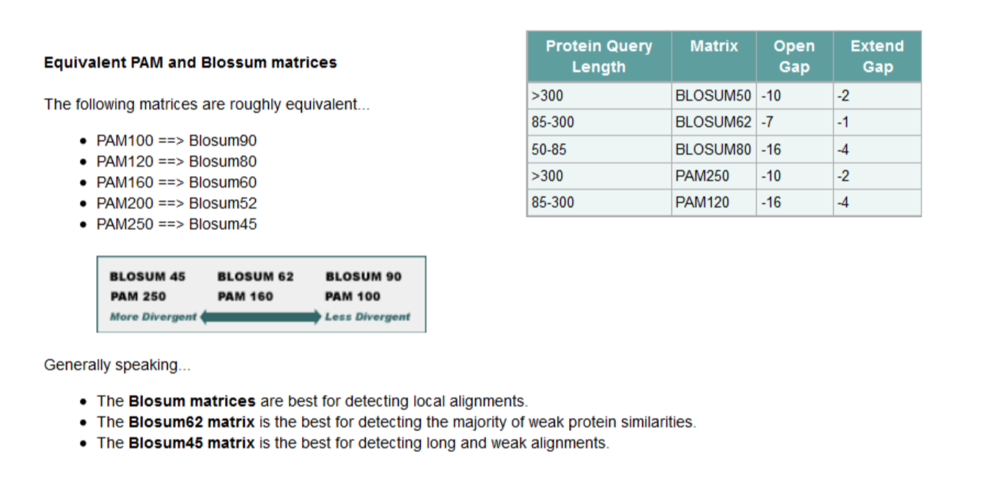 Equivalent PAM and Blossum matrices
The following matrices are roughly equivalent...
• PAM100 ==> Blosum90
• PAM120 ==> Blosum80
• PAM160 ==> Blosum60
• PAM200 ==> Blosum52
• PAM250 ==> Blosum45
BLOSUM 45 BLOSUM 62 BLOSUM 90
PAM 250 PAM 160 PAM 100
More Divergent Less Divergent
Protein Query Length Matrix Open Gap Extend Gap
>300 BLOSUM50 -10 -2
85-300 BLOSUM62 -7 -1
50-85 BLOSUM80 -16 -4
>300 PAM250 -10 -2
85-300 PAM120 -16 -4
Generally speaking...
• The Blosum matrices are best for detecting local alignments.
• The Blosum62 matrix is the best for detecting the majority of weak protein similarities.
• The Blosum45 matrix is the best for detecting long and weak alignments.